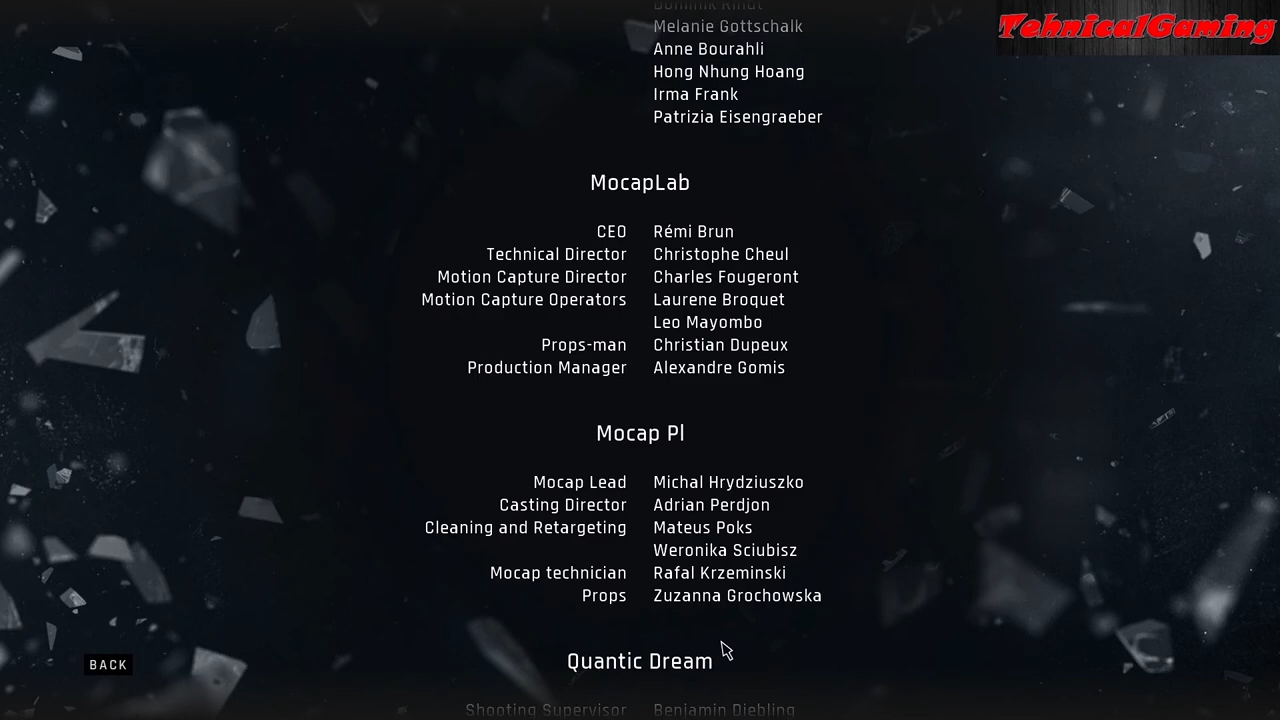 TehnicalGaming
Melanie Gottschalk
Anne Bourahli
Hong Nhung Hoang
Irma Frank
Patrizia Eisengraeber
MocapLab
CEO Rémi Brun
Technical Director Christophe Cheul
Motion Capture Director Charles Fougeront
Motion Capture Operators Laurene Broquet
Leo Mayombo
Props-man Christian Dupeux
Production Manager Alexandre Gomis
Mocap Pl
Mocap Lead Michal Hrydziuszko
Casting Director Adrian Perdjon
Cleaning and Retargeting Mateus Poks
Weronika Sciubisz
Mocap technician Rafal Krzeminski
Props Zuzanna Grochowska
Quantic Dream
BACK
Shooting Supervisor Benjamin Diebling